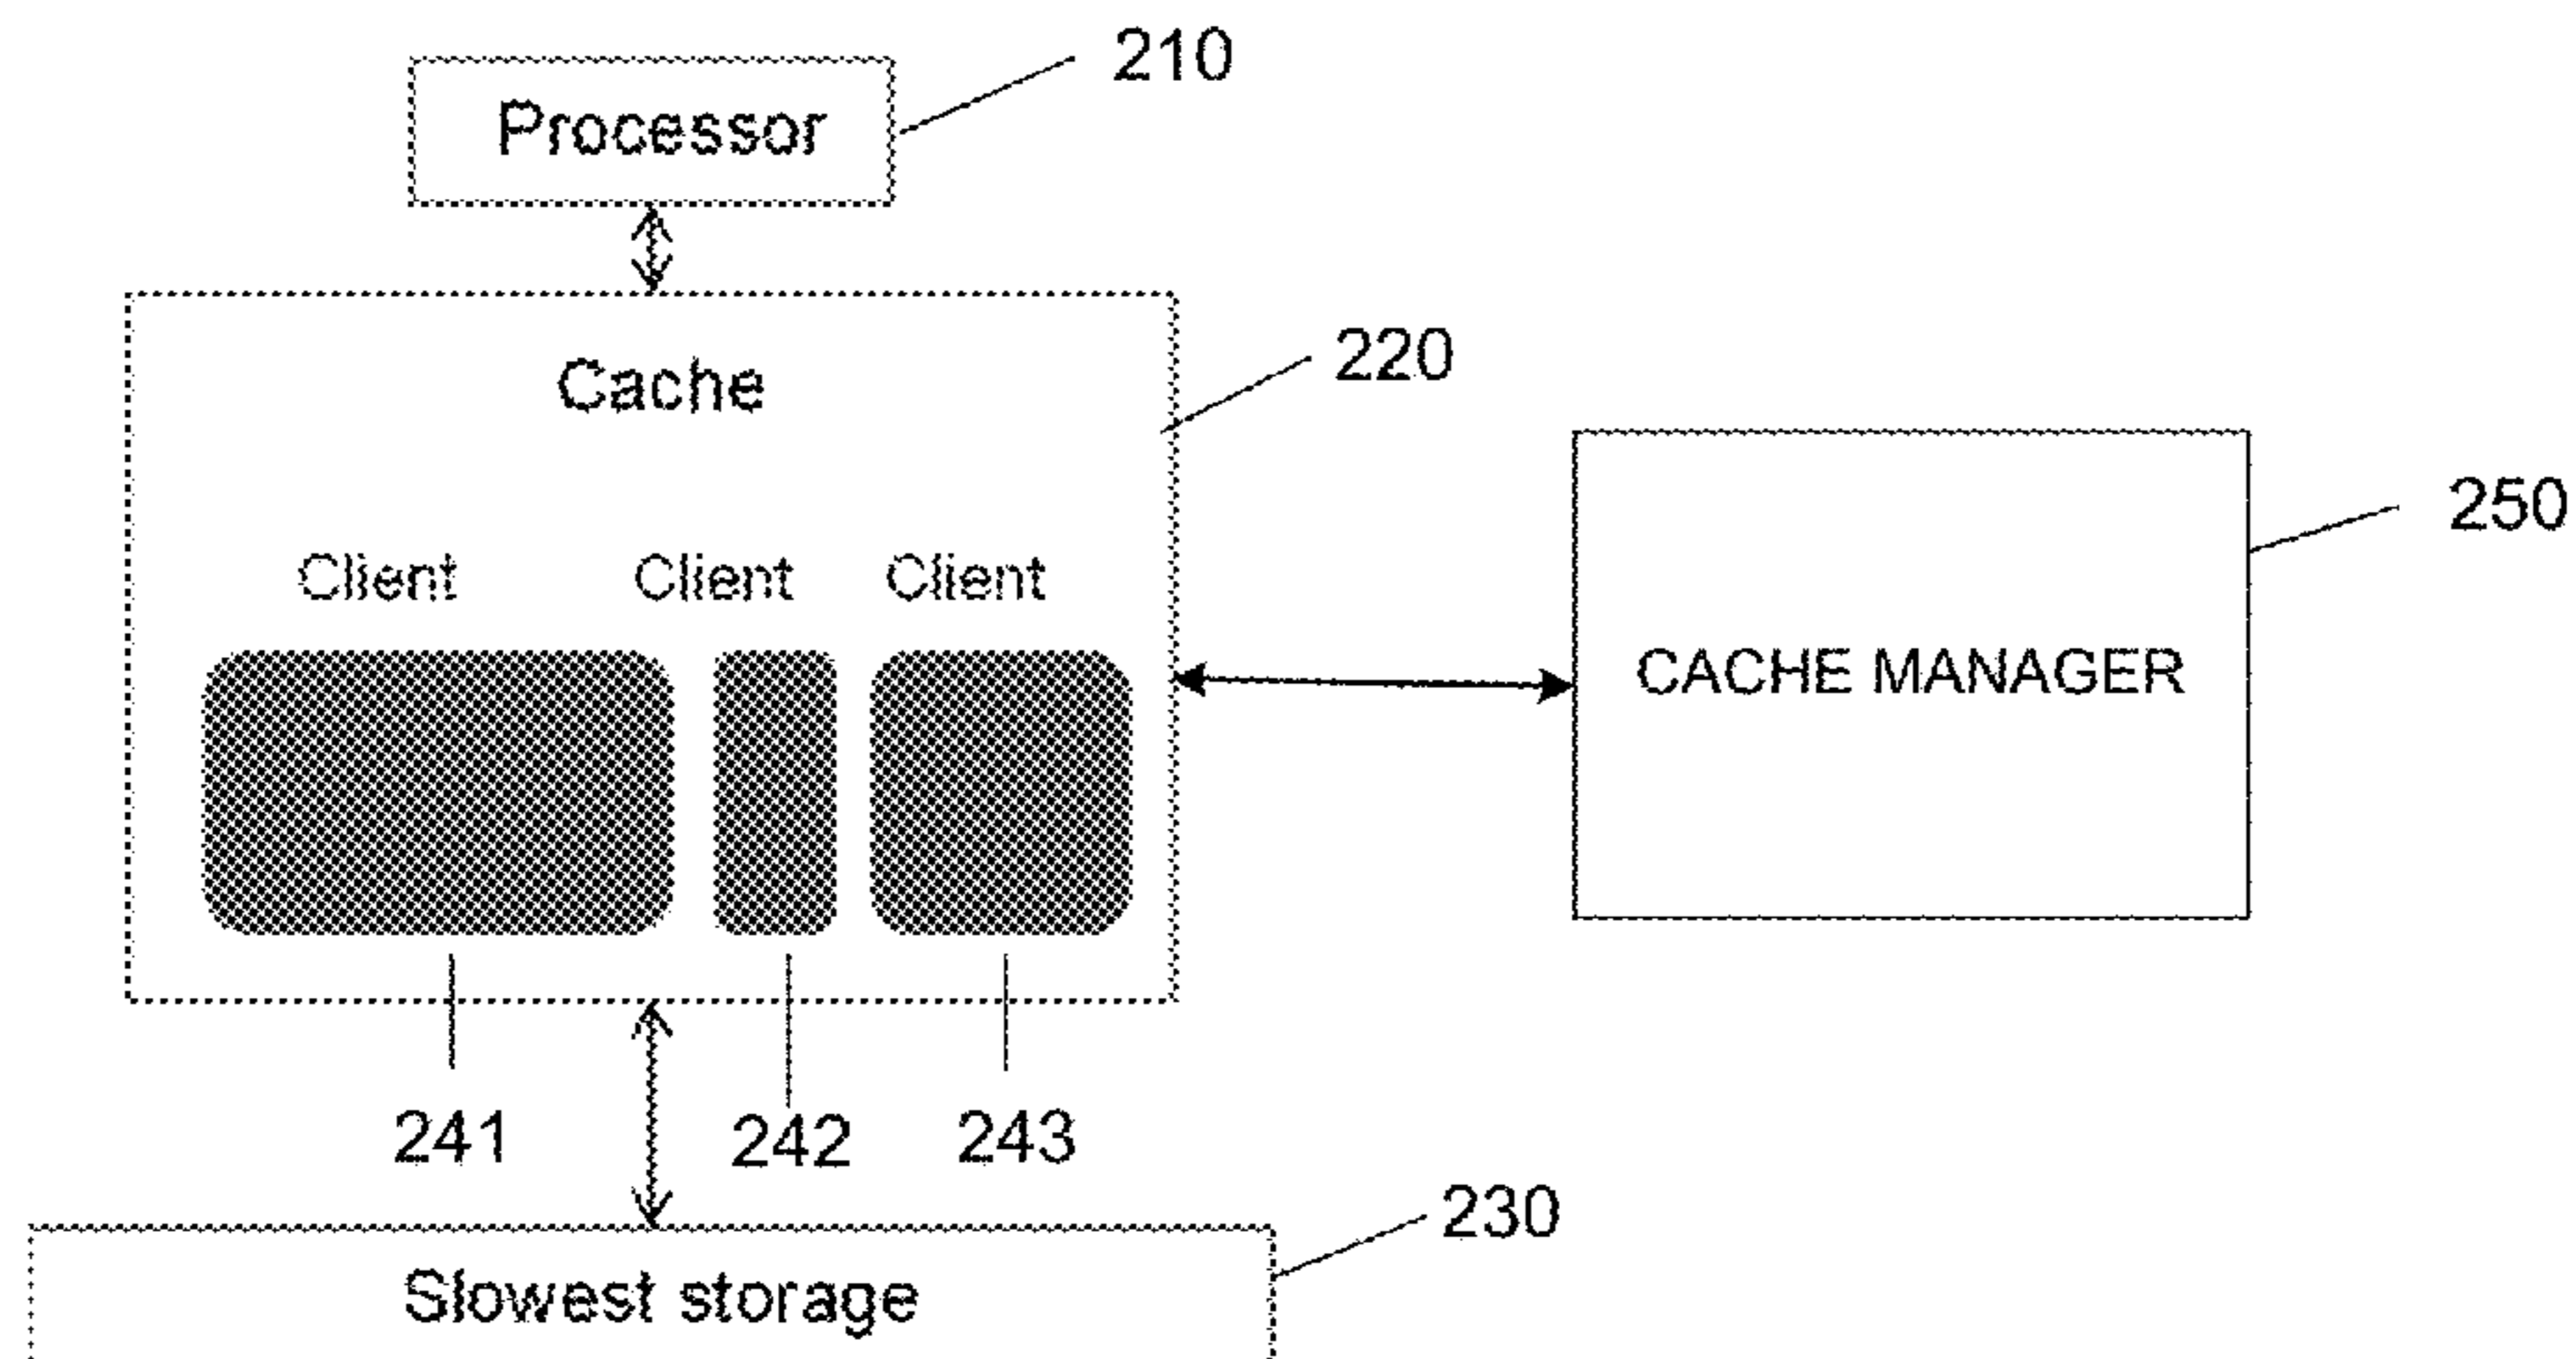 210
Processor
Cache
220
250
Client Client Client
CACHE MANAGER
241 242 243
230
Slowest storage